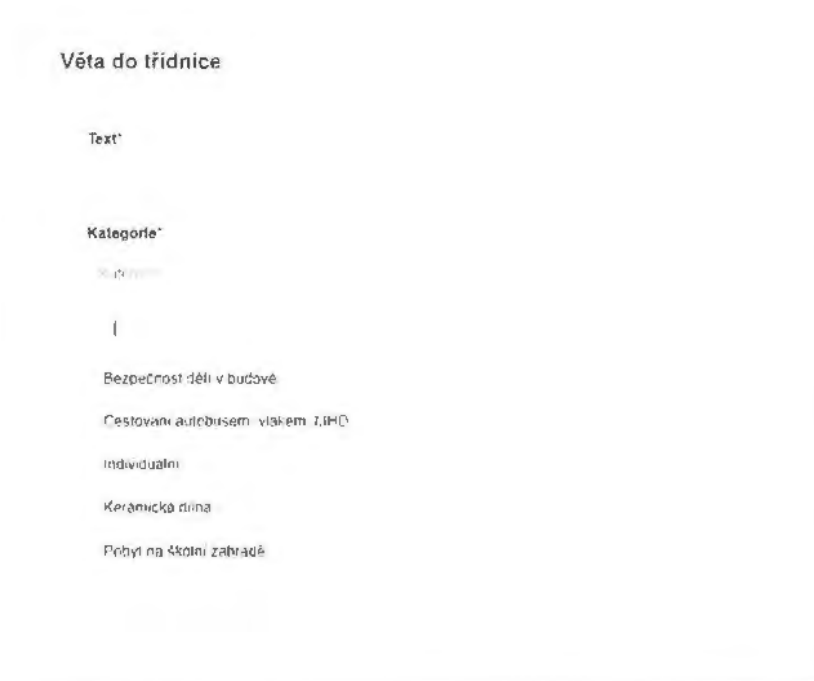 Věta do třídnice
Text*
Kategorie*
Bezpečnost dětí v budově
Cestování autobusem vlakem MHD
Individuální
Keramická dílna
Pobyt na školní zahradě